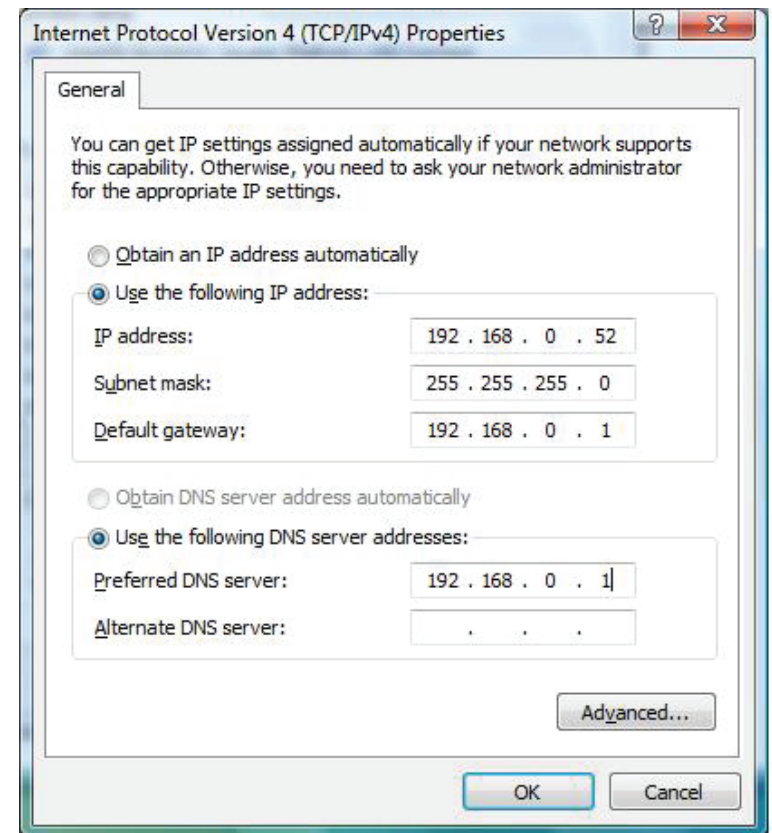 Internet Protocol Version 4 (TCP/IPv4) Properties
?
X
General
You can get IP settings assigned automatically if your network supports
this capability. Otherwise, you need to ask your network administrator
for the appropriate IP settings.
Obtain an IP address automatically
Use the following IP address:
IP address: 192 . 168 . 0 . 52
Subnet mask: 255 . 255 . 255 . 0
Default gateway: 192 . 168 . 0 . 1
Obtain DNS server address automatically
Use the following DNS server addresses:
Preferred DNS server: 192 . 168 . 0 . 1
Alternate DNS server: . . .
Advanced...
OK Cancel